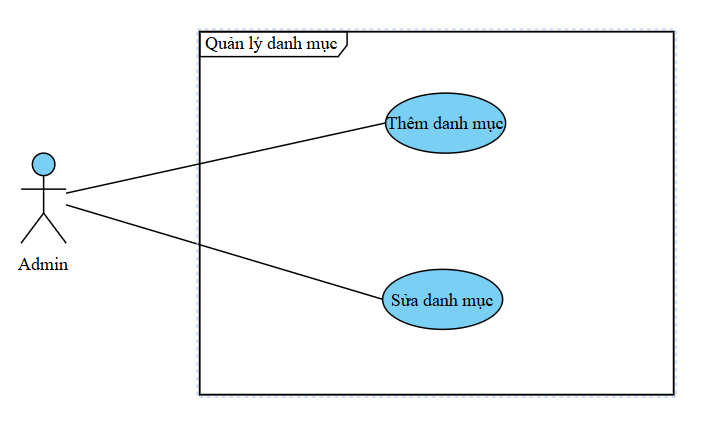 Quản lý danh mục
Thêm danh mục
Admin
Sửa danh mục